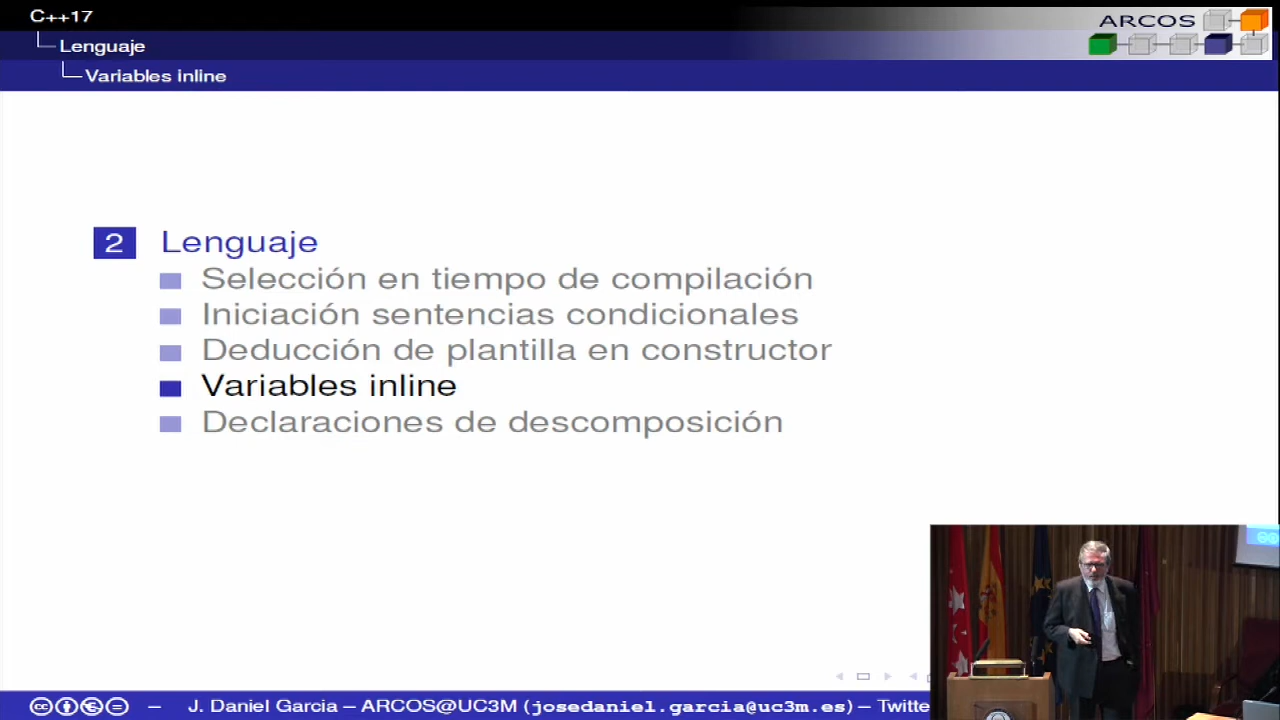 C++17
Lenguaje
Variables inline
ARCOS
2 Lenguaje
Selección en tiempo de compilación
Iniciación sentencias condicionales
Deducción de plantilla en constructor
Variables inline
Declaraciones de descomposición
– J. Daniel Garcia – ARCOS@UC3M (josedaniel.garcia@uc3m.es) – Twitte